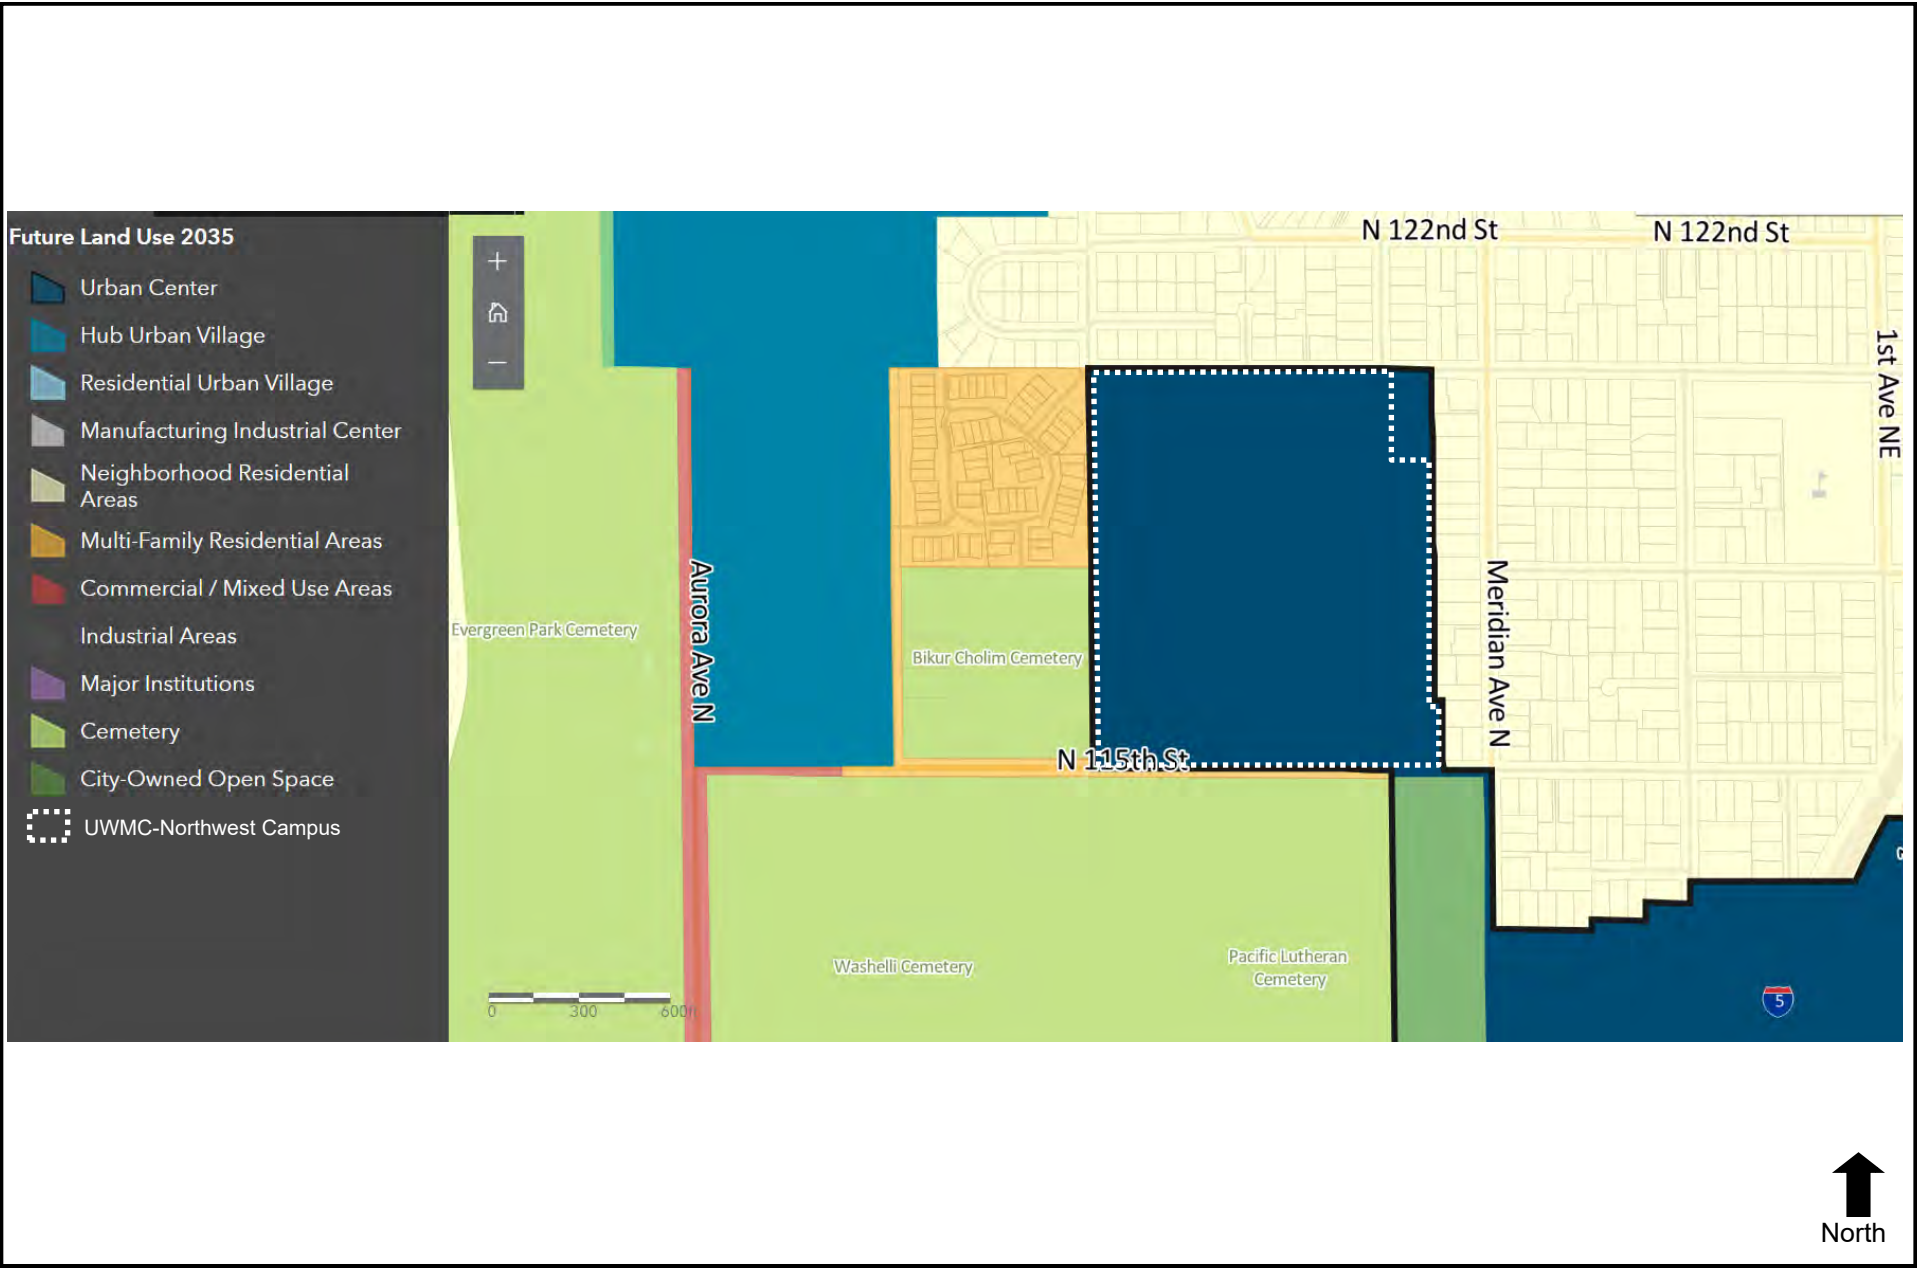 Future Land Use 2035
Urban Center
Hub Urban Village
Residential Urban Village
Manufacturing Industrial Center
Neighborhood Residential
Areas
Multi-Family Residential Areas
Commercial / Mixed Use Areas
Industrial Areas
Major Institutions
Cemetery
City-Owned Open Space
UWMC-Northwest Campus
N 122nd St
N 122nd St
1st Ave NE
Aurora Ave N
Meridian Ave N
Evergreen Park Cemetery
Bikur Cholim Cemetery
N 115th St
Washelli Cemetery
Pacific Lutheran
Cemetery
0 300 600ft
5
North